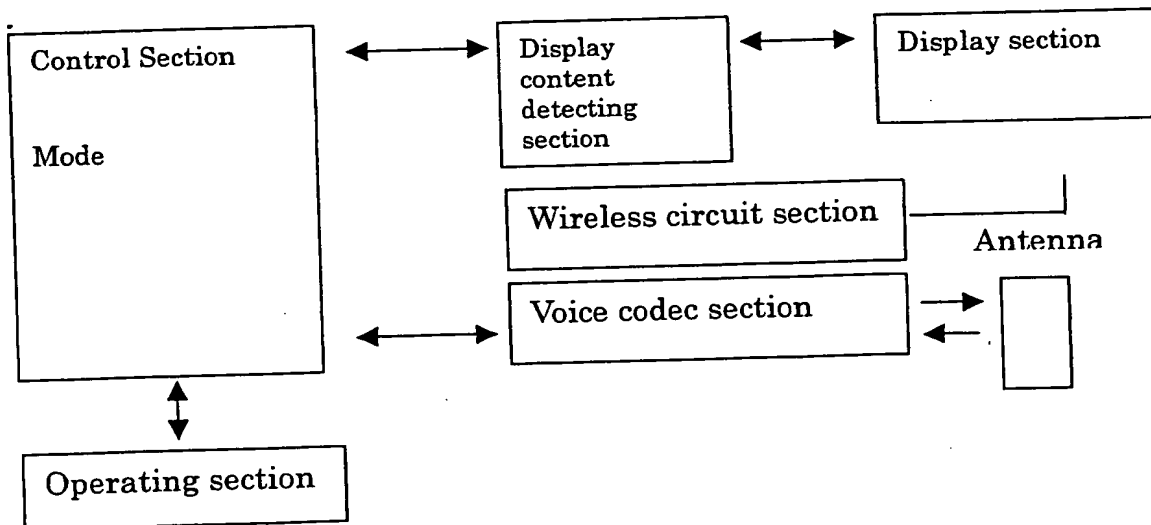 Control Section
Mode
Display
content
detecting
section
Display section
Wireless circuit section
Antenna
Voice codec section
Operating section